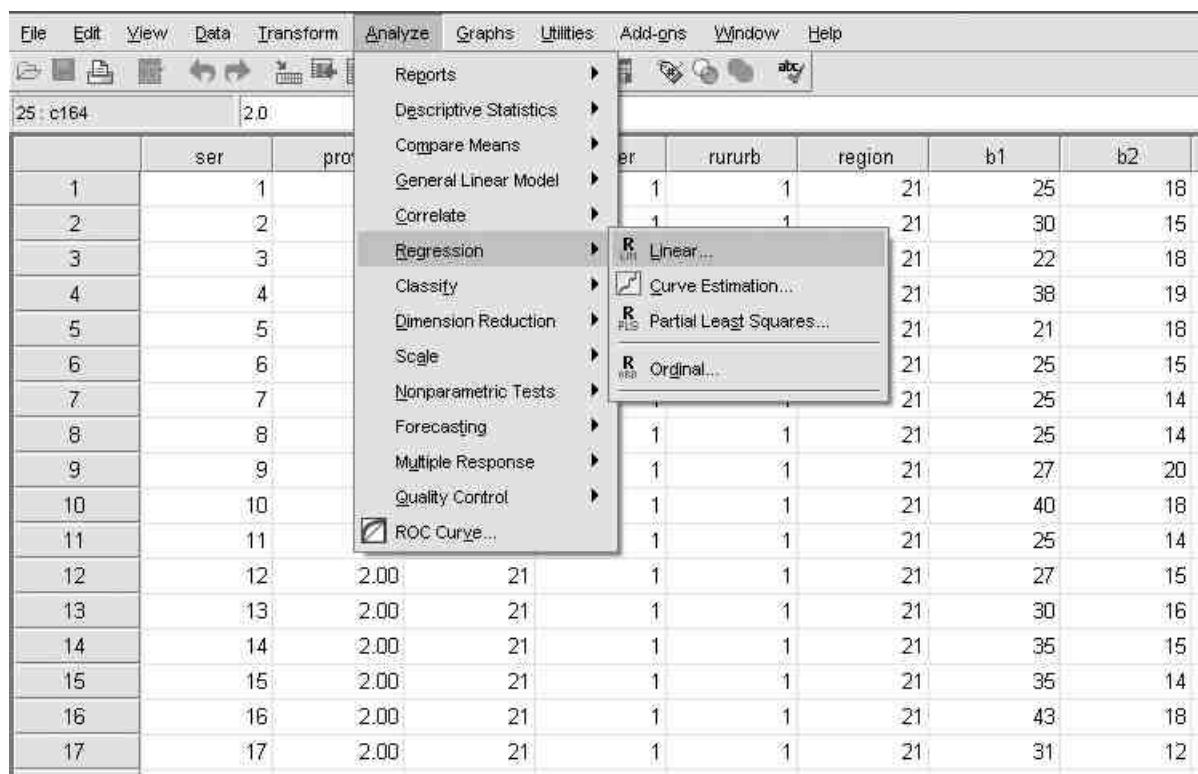 File Edit View Data Transform Analyze Graphs Utilities Add-ons Window Help
25 : c164 2.0
ser pro er rururb region b1 b2
Reports
Descriptive Statistics
Compare Means
General Linear Model
Correlate
Regression
Classify
Dimension Reduction
Scale
Nonparametric Tests
Forecasting
Multiple Response
Quality Control
ROC Curve...
R LIN Linear...
Curve Estimation...
R PLS Partial Least Squares...
R ORD Ordinal...
1 1 1 1 21 25 18
2 2 1 1 21 30 15
3 3 21 22 18
4 4 21 38 19
5 5 21 21 18
6 6 21 25 15
7 7 1 1 21 25 14
8 8 1 1 21 25 14
9 9 1 1 21 27 20
10 10 1 1 21 40 18
11 11 1 1 21 25 14
12 12 2.00 21 1 1 21 27 15
13 13 2.00 21 1 1 21 30 16
14 14 2.00 21 1 1 21 35 15
15 15 2.00 21 1 1 21 35 14
16 16 2.00 21 1 1 21 43 18
17 17 2.00 21 1 1 21 31 12